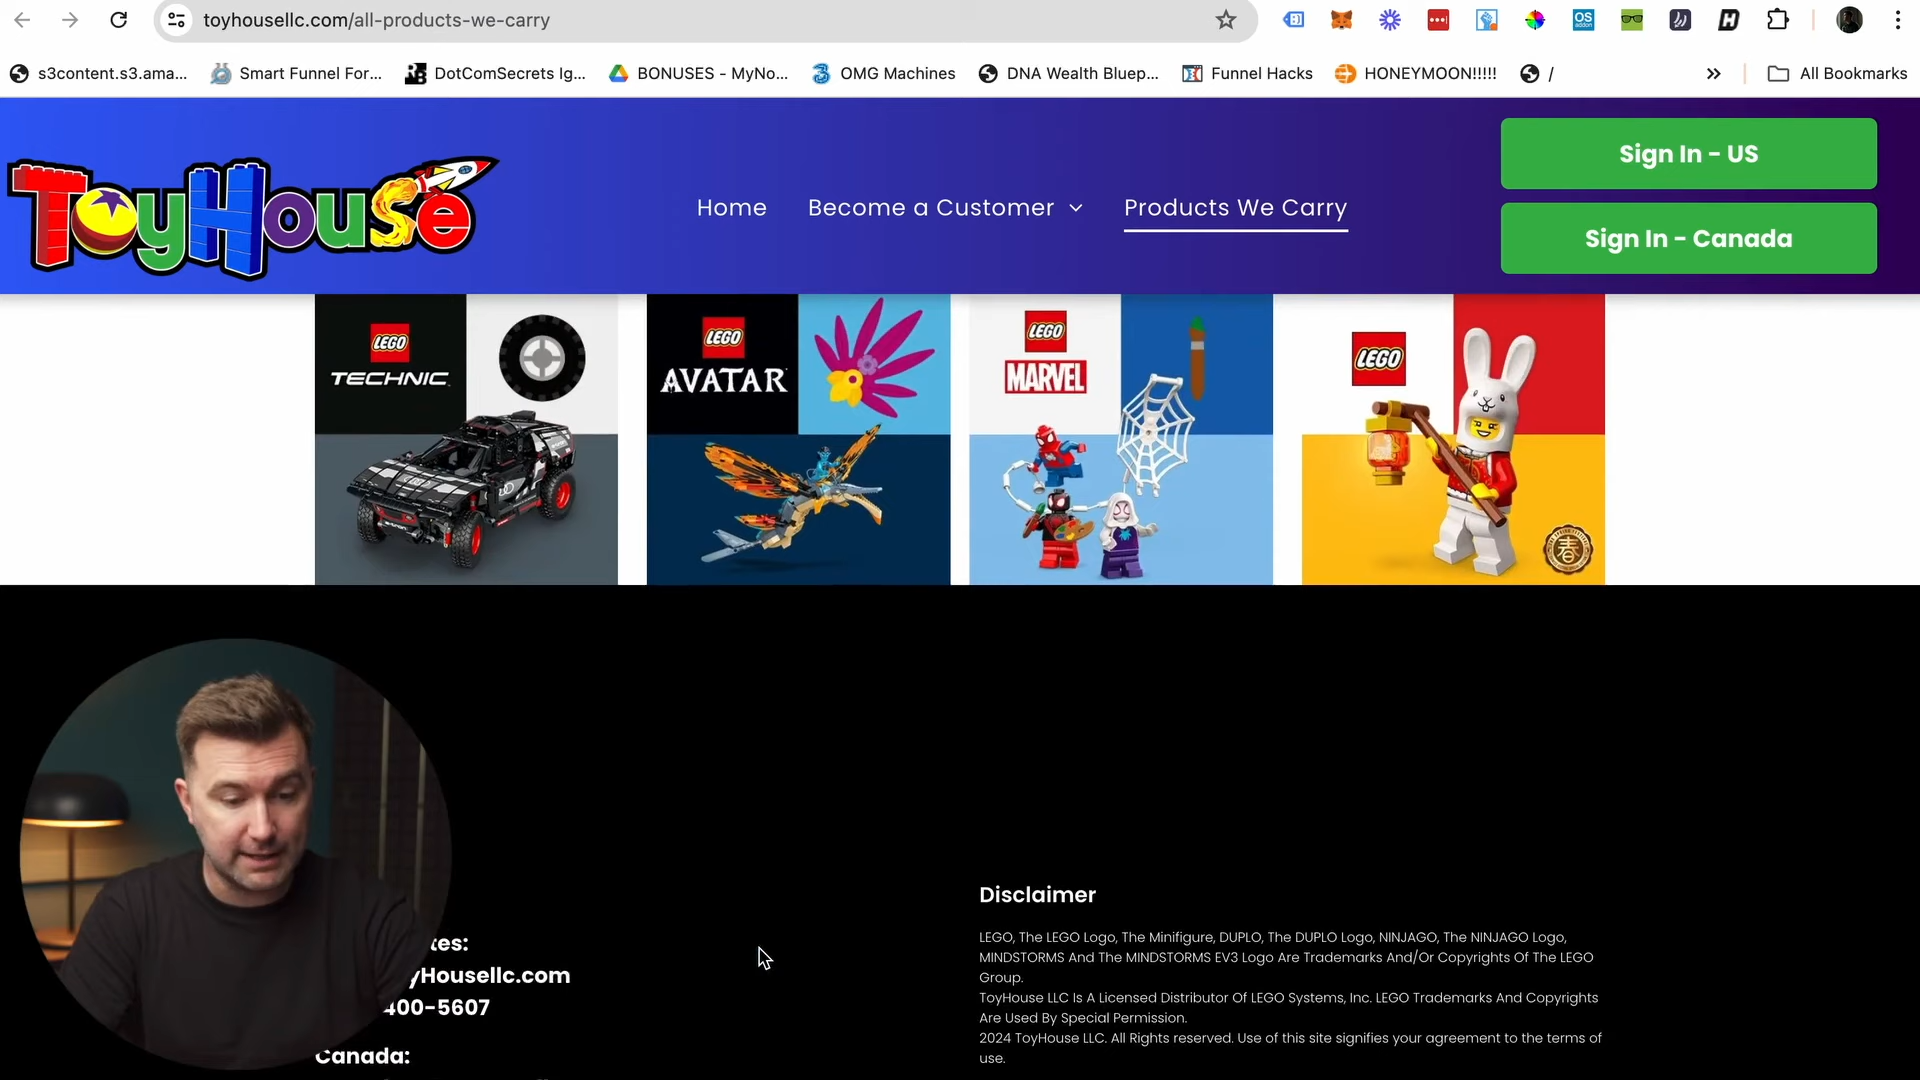 toyhousellc.com/all-products-we-carry
s3content.s3.ama...
Smart Funnel For...
DotComSecrets Ig...
BONUSES - MyNo...
OMG Machines
DNA Wealth Bluep...
Funnel Hacks
HONEYMOON!!!!!
/
All Bookmarks
ToyHouse
Home
Become a Customer
Products We Carry
Sign In - US
Sign In - Canada
LEGO
TECHNIC
LEGO
AVATAR
LEGO
MARVEL
LEGO
春
tes:
yHousellc.com
400-5607
Canada:
Disclaimer
LEGO, The LEGO Logo, The Minifigure, DUPLO, The DUPLO Logo, NINJAGO, The NINJAGO Logo,
MINDSTORMS And The MINDSTORMS EV3 Logo Are Trademarks And/Or Copyrights Of The LEGO
Group.
ToyHouse LLC Is A Licensed Distributor Of LEGO Systems, Inc. LEGO Trademarks And Copyrights
Are Used By Special Permission.
2024 ToyHouse LLC. All Rights reserved. Use of this site signifies your agreement to the terms of
use.